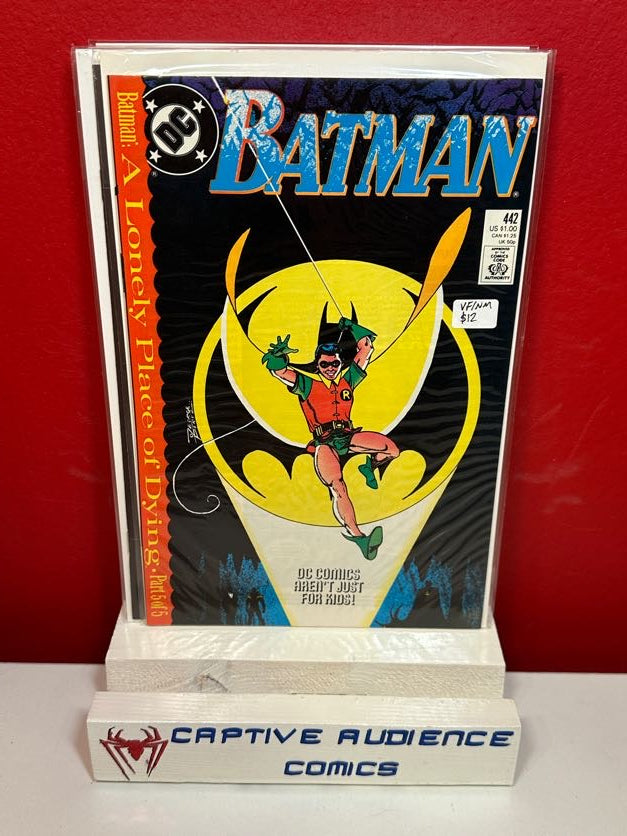 Batman: A Lonely Place of Dying • Part 5 of 5
DC
®
BATMAN
®
442
US $1.00
CAN $1.25
UK 50p
APPROVED
BY THE
COMICS
CODE
AUTHORITY
VF/NM
$12
R
DC COMICS
AREN'T JUST
FOR KIDS!
CAPTIVE AUDIENCE
COMICS